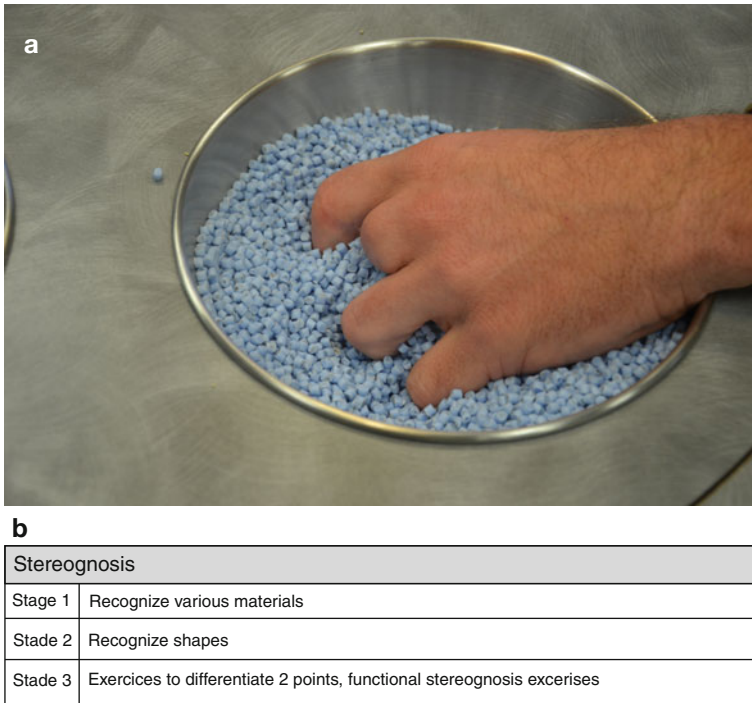 a
b
Stereognosis
Stage 1 Recognize various materials
Stade 2 Recognize shapes
Stade 3 Exercices to differentiate 2 points, functional stereognosis excerises